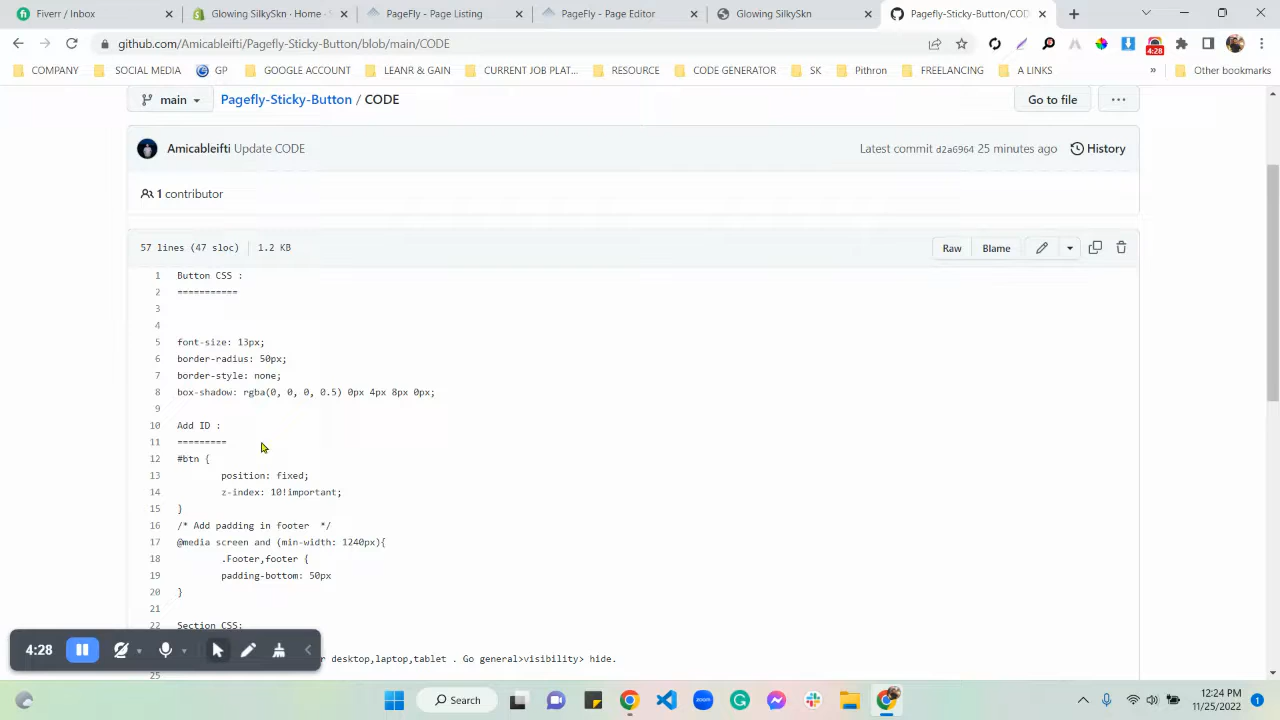 Fiverr / Inbox
Glowing SilkySkn - Home
PageFly - Page Listing
PageFly - Page Editor
Glowing SilkySkn
Pagefly-Sticky-Button/COD
github.com/Amicableifti/Pagefly-Sticky-Button/blob/main/CODE
4:28
COMPANY
SOCIAL MEDIA
GP
GOOGLE ACCOUNT
LEANR & GAIN
CURRENT JOB PLAT...
RESOURCE
CODE GENERATOR
SK
Pithron
FREELANCING
A LINKS
»
Other bookmarks
main
Pagefly-Sticky-Button / CODE
Go to file
Amicableifti Update CODE
Latest commit d2a6964 25 minutes ago
History
1 contributor
57 lines (47 sloc)
1.2 KB
Raw
Blame
1 Button CSS :
2 ===========
3
4
5 font-size: 13px;
6 border-radius: 50px;
7 border-style: none;
8 box-shadow: rgba(0, 0, 0, 0.5) 0px 4px 8px 0px;
9
10 Add ID :
11 =========
12 #btn {
13 position: fixed;
14 z-index: 10!important;
15 }
16 /* Add padding in footer */
17 @media screen and (min-width: 1240px){
18 .Footer,footer {
19 padding-bottom: 50px
20 }
21
22 Section CSS:
desktop,laptop,tablet . Go general>visibility> hide.
25
4:28
Search
12:24 PM
11/25/2022
1